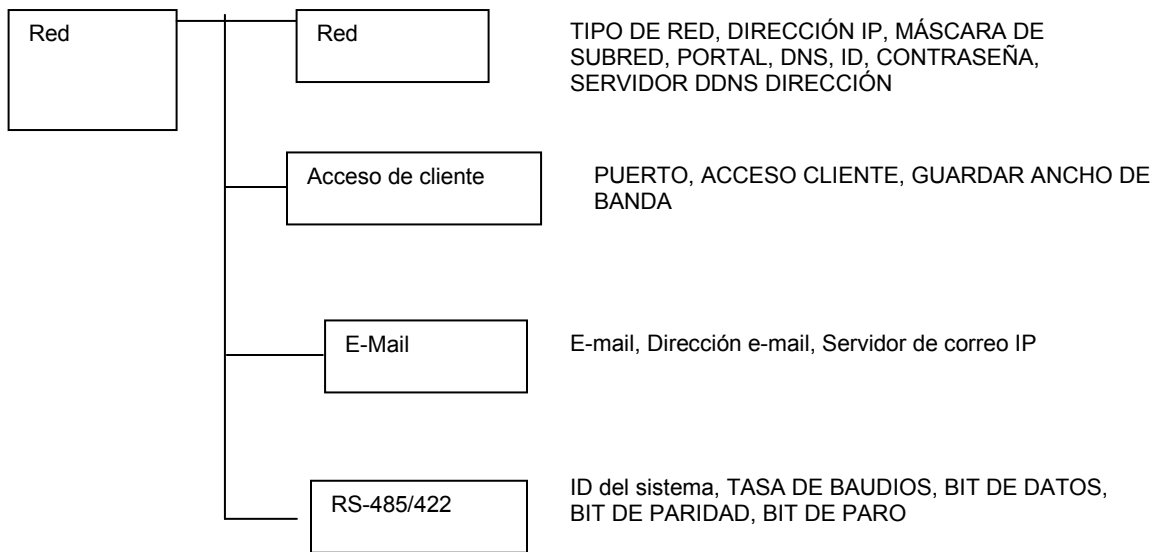 Red
Red
TIPO DE RED, DIRECCIÓN IP, MÁSCARA DE
SUBRED, PORTAL, DNS, ID, CONTRASEÑA,
SERVIDOR DDNS DIRECCIÓN
Acceso de cliente
PUERTO, ACCESO CLIENTE, GUARDAR ANCHO DE
BANDA
E-Mail
E-mail, Dirección e-mail, Servidor de correo IP
RS-485/422
ID del sistema, TASA DE BAUDIOS, BIT DE DATOS,
BIT DE PARIDAD, BIT DE PARO